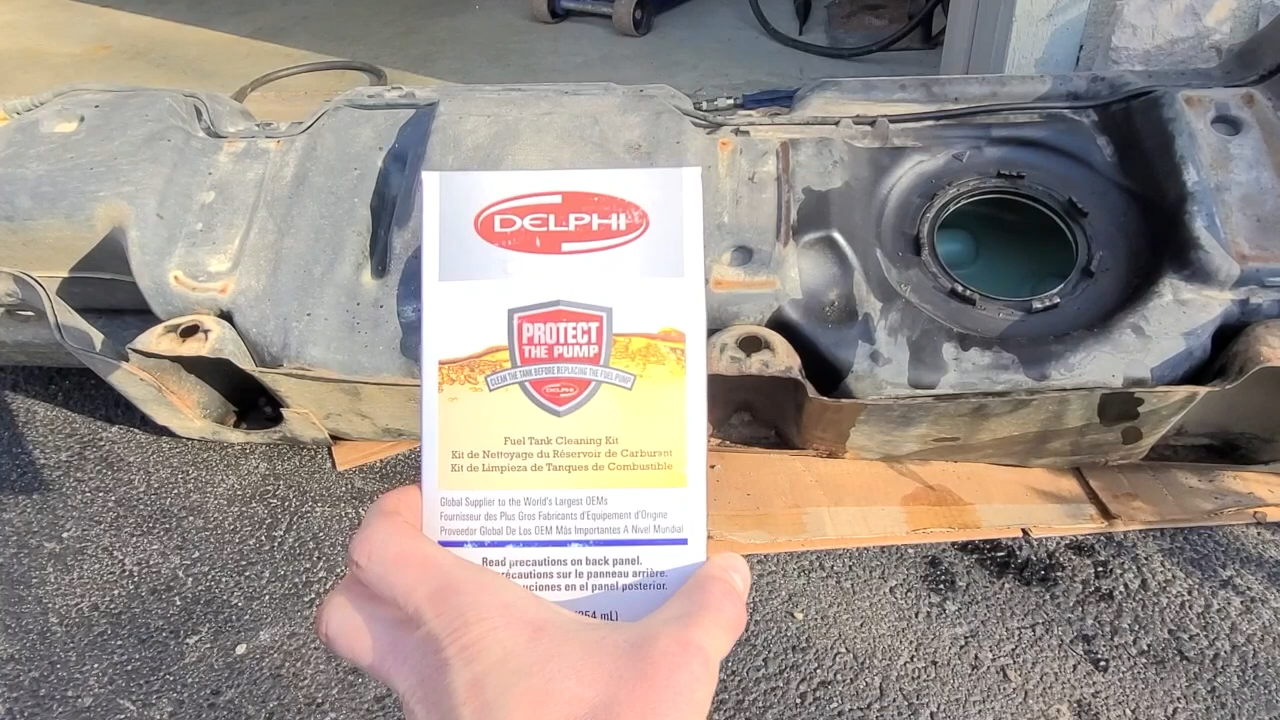 DELPHI
PROTECT
THE PUMP
CLEAN THE TANK BEFORE REPLACING THE FUEL PUMP
DELPHI
Fuel Tank Cleaning Kit
Kit de Nettoyage du Réservoir de Carburant
Kit de Limpieza de Tanques de Combustible
Global Supplier to the World's Largest OEMs
Fournisseur des Plus Gros Fabricants d'Equipement d'Origine
Proveedor Global De Los OEM Más Importantes A Nivel Mundial
Read precautions on back panel.
précautions sur le panneau arrière.
en el panel posterior.
mL)